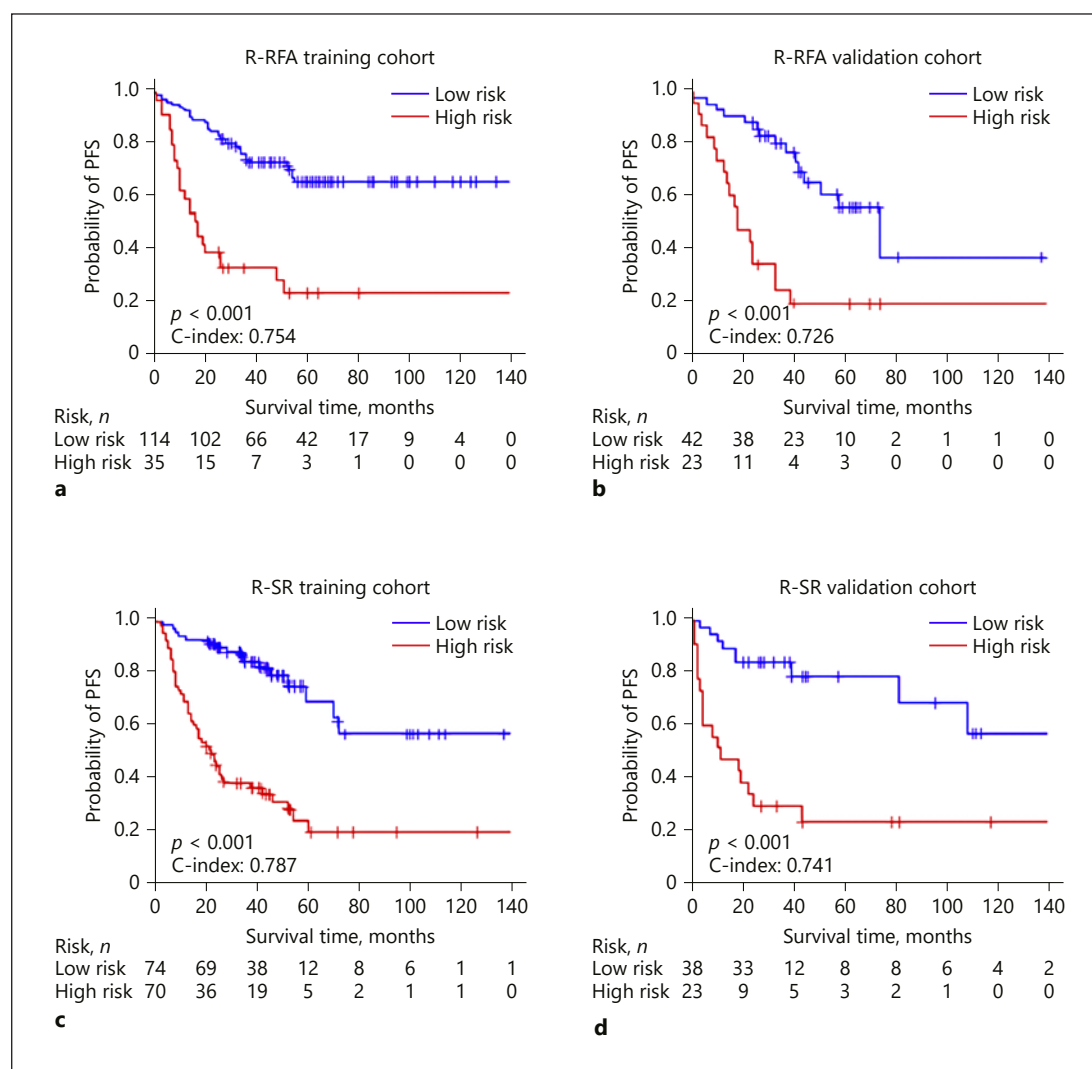 R-RFA training cohort
Low risk
High risk
Probability of PFS
1.0
0.8
0.6
0.4
0.2
0
p < 0.001
C-index: 0.754
0 20 40 60 80 100 120 140
Survival time, months
Risk, n
Low risk 114 102 66 42 17 9 4 0
High risk 35 15 7 3 1 0 0 0
a
R-RFA validation cohort
Low risk
High risk
Probability of PFS
1.0
0.8
0.6
0.4
0.2
0
p < 0.001
C-index: 0.726
0 20 40 60 80 100 120 140
Survival time, months
Risk, n
Low risk 42 38 23 10 2 1 1 0
High risk 23 11 4 3 0 0 0 0
b
R-SR training cohort
Low risk
High risk
Probability of PFS
1.0
0.8
0.6
0.4
0.2
0
p < 0.001
C-index: 0.787
0 20 40 60 80 100 120 140
Survival time, months
Risk, n
Low risk 74 69 38 12 8 6 1 1
High risk 70 36 19 5 2 1 1 0
c
R-SR validation cohort
Low risk
High risk
Probability of PFS
1.0
0.8
0.6
0.4
0.2
0
p < 0.001
C-index: 0.741
0 20 40 60 80 100 120 140
Survival time, months
Risk, n
Low risk 38 33 12 8 8 6 4 2
High risk 23 9 5 3 2 1 0 0
d